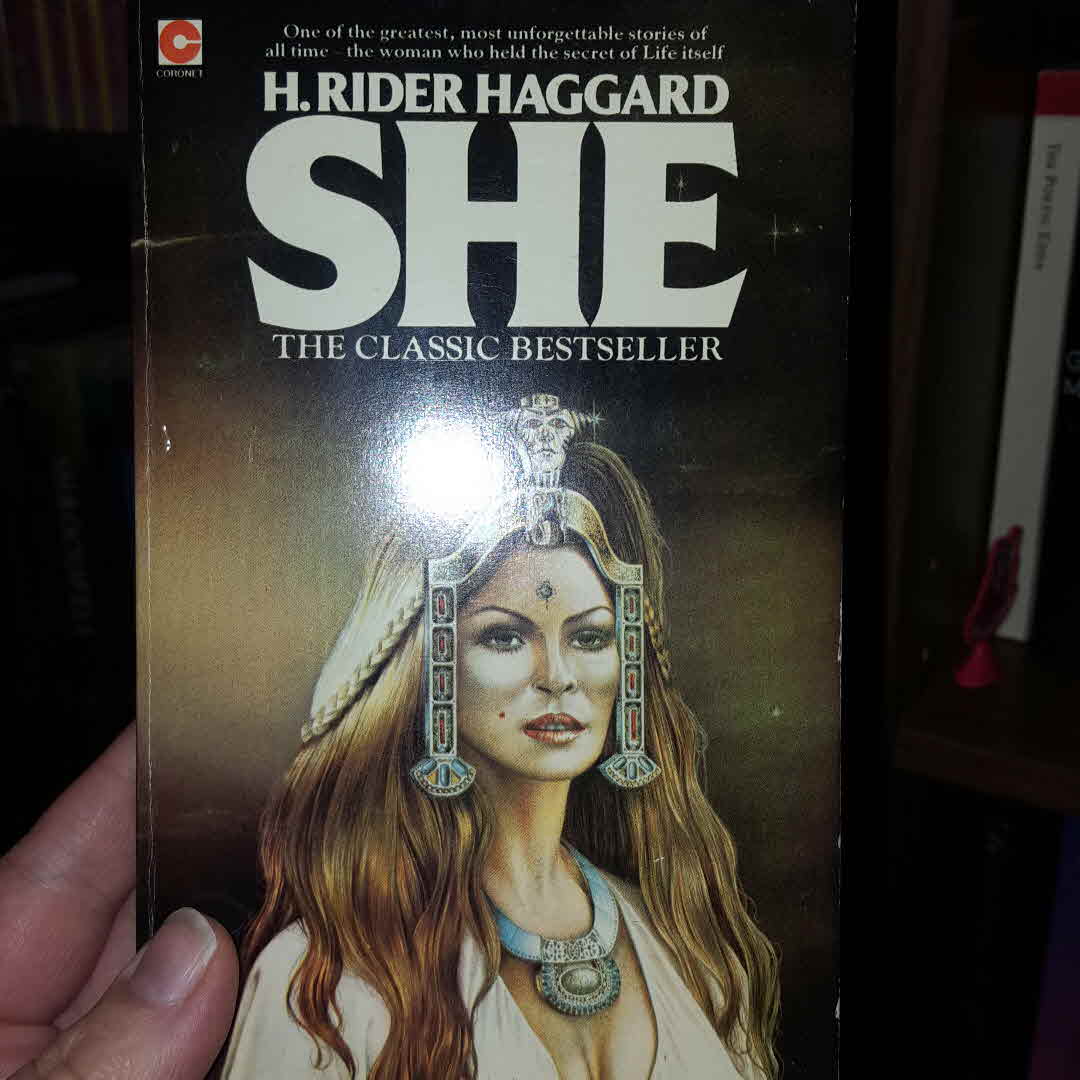 CORONET
One of the greatest, most unforgettable stories of
all time – the woman who held the secret of Life itself
H. RIDER HAGGARD
SHE
THE CLASSIC BESTSELLER